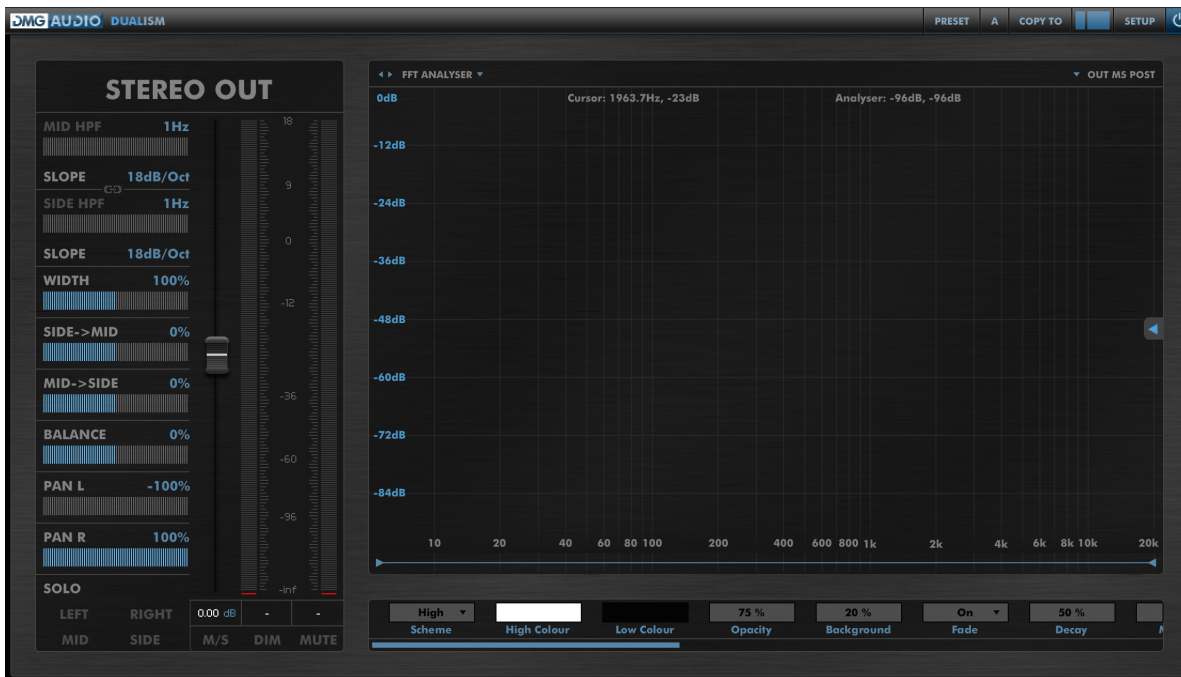 DMG AUDIO DUALISM PRESET A COPY TO SETUP
STEREO OUT
MID HPF 1Hz
SLOPE 18dB/Oct
SIDE HPF 1Hz
SLOPE 18dB/Oct
WIDTH 100%
SIDE->MID 0%
MID->SIDE 0%
BALANCE 0%
PAN L -100%
PAN R 100%
SOLO
LEFT RIGHT 0.00 dB - -
MID SIDE M/S DIM MUTE
18
9
0
-12
-36
-60
-96
-inf
FFT ANALYSER OUT MS POST
0dB Cursor: 1963.7Hz, -23dB Analyser: -96dB, -96dB
-12dB
-24dB
-36dB
-48dB
-60dB
-72dB
-84dB
10 20 40 60 80 100 200 400 600 800 1k 2k 4k 6k 8k 10k 20k
High 75 % 20 % On 50 %
Scheme High Colour Low Colour Opacity Background Fade Decay